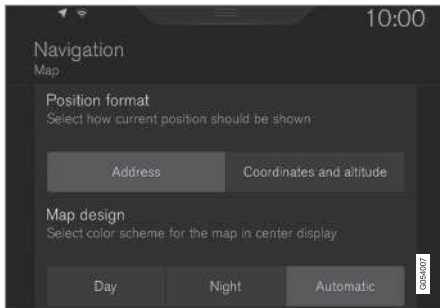 10:00
Navigation
Map
Position format
Select how current position should be shown
Address
Coordinates and altitude
Map design
Select color scheme for the map in center display
Day
Night
Automatic
G054007